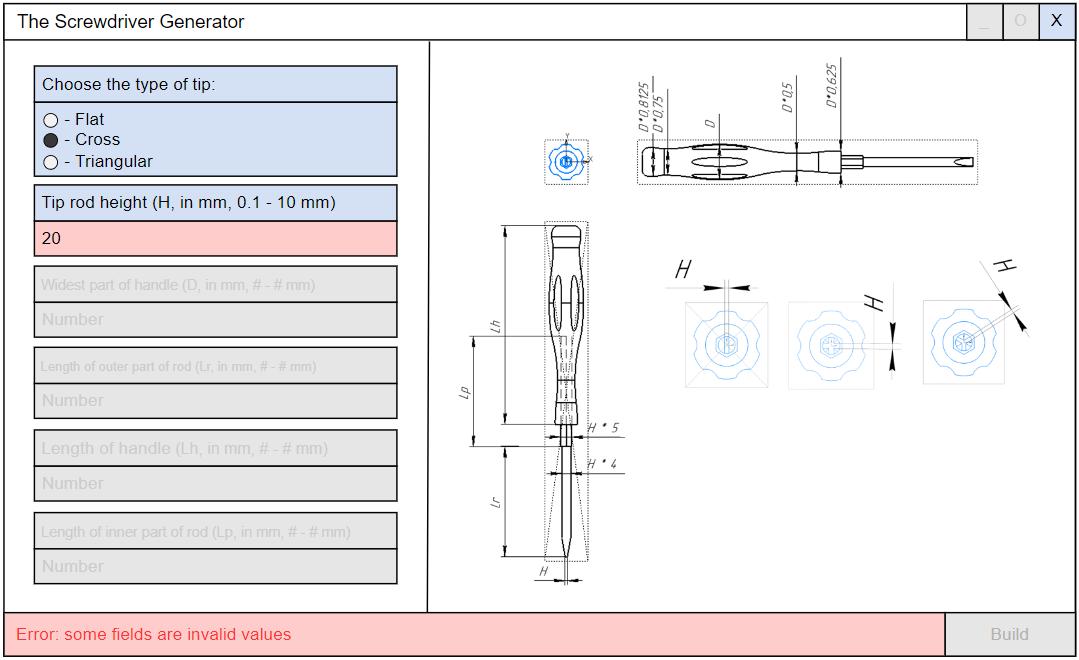 The Screwdriver Generator
_ O X
Choose the type of tip:
- Flat
- Cross
- Triangular
Tip rod height (H, in mm, 0.1 - 10 mm)
20
Widest part of handle (D, in mm, # - # mm)
Number
Length of outer part of rod (Lr, in mm, # - # mm)
Number
Length of handle (Lh, in mm, # - # mm)
Number
Length of inner part of rod (Lp, in mm, # - # mm)
Number
D*0,8125
D*0,75
D
D*0,5
D*0,625
Y
X
Lh
Lp
H * 5
H * 4
Lr
H
H
H
H
Error: some fields are invalid values
Build